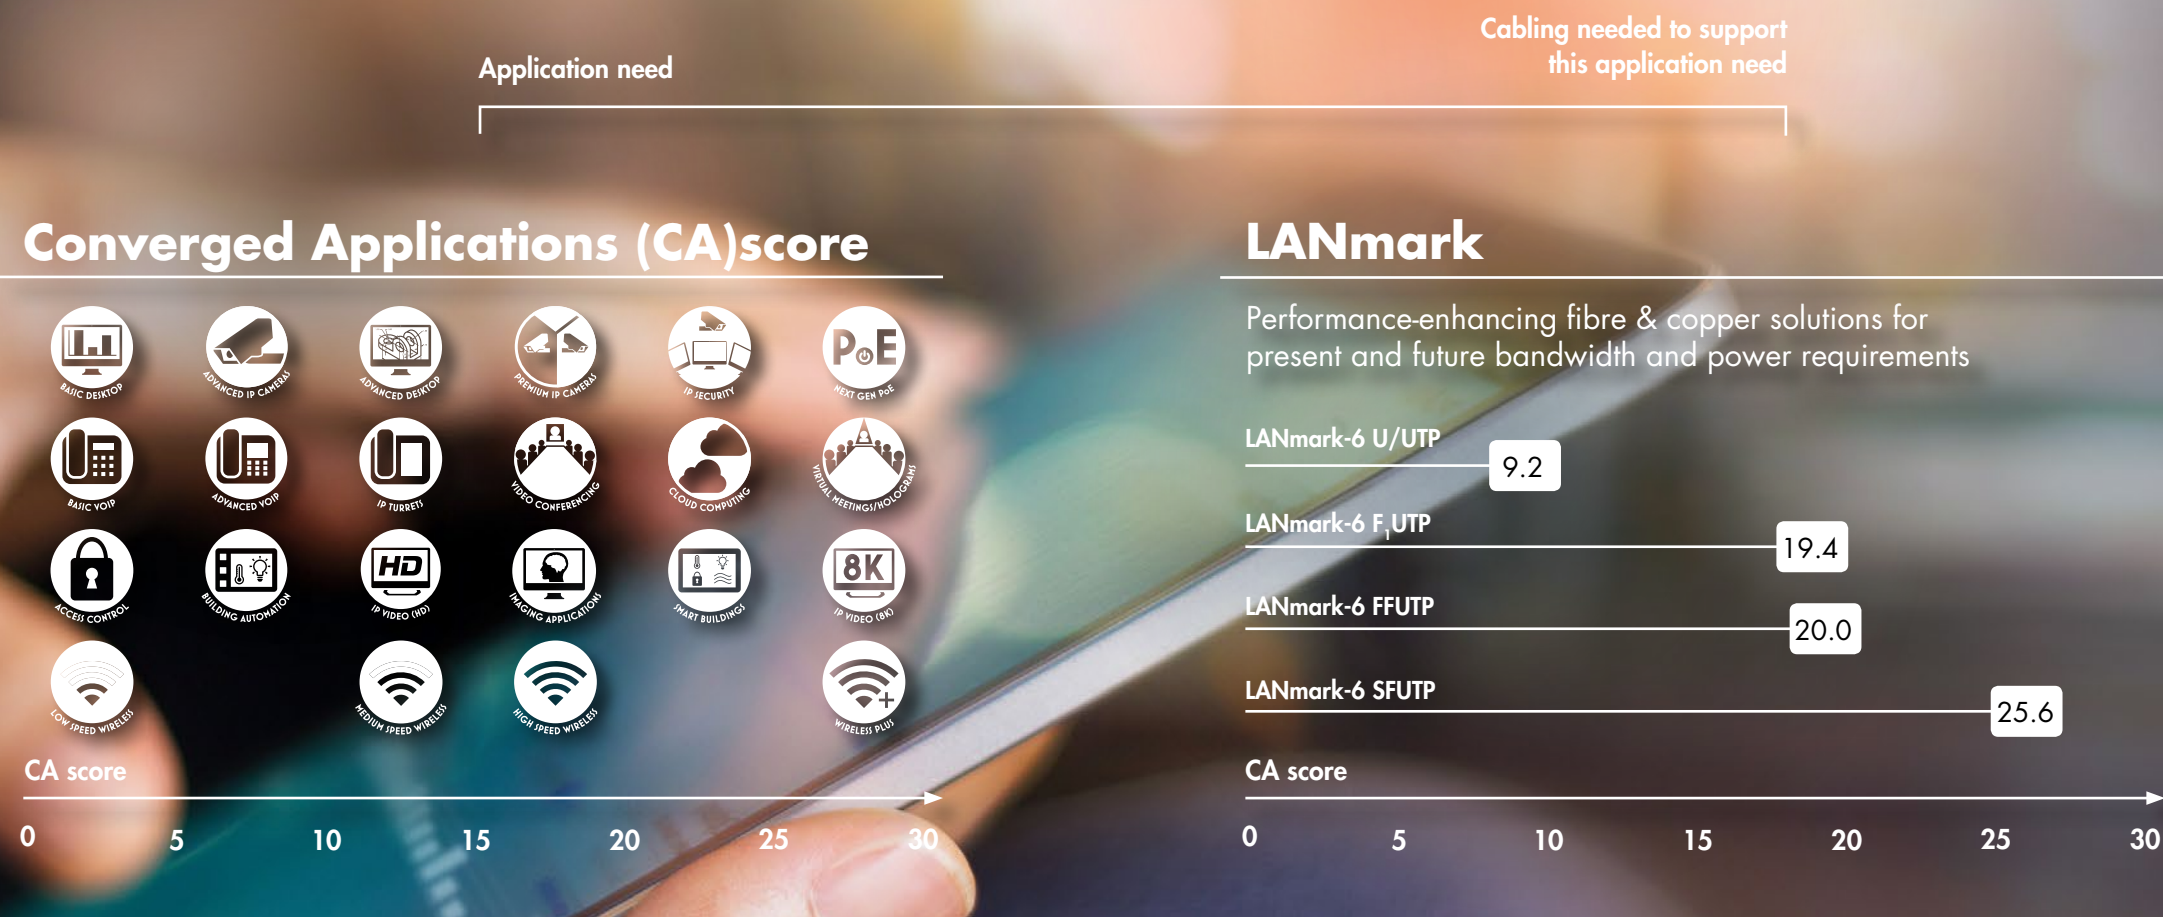 Application need
Cabling needed to support
this application need
Converged Applications (CA)score
BASIC DESKTOP
ADVANCED IP CAMERAS
ADVANCED DESKTOP
PREMIUM IP CAMERAS
IP SECURITY
PoE
NEXT GEN PoE
BASIC VOIP
ADVANCED VOIP
IP TURRETS
VIDEO CONFERENCING
CLOUD COMPUTING
VIRTUAL MEETINGS/HOLOGRAMS
ACCESS CONTROL
BUILDING AUTOMATION
HD
IP VIDEO (HD)
IMAGING APPLICATIONS
SMART BUILDINGS
8K
IP VIDEO (8K)
LOW SPEED WIRELESS
MEDIUM SPEED WIRELESS
HIGH SPEED WIRELESS
+
WIRELESS PLUS
CA score
0 5 10 15 20 25 30
LANmark
Performance-enhancing fibre & copper solutions for
present and future bandwidth and power requirements
LANmark-6 U/UTP
9.2
LANmark-6 F₁UTP
19.4
LANmark-6 FFUTP
20.0
LANmark-6 SFUTP
25.6
CA score
0 5 10 15 20 25 30